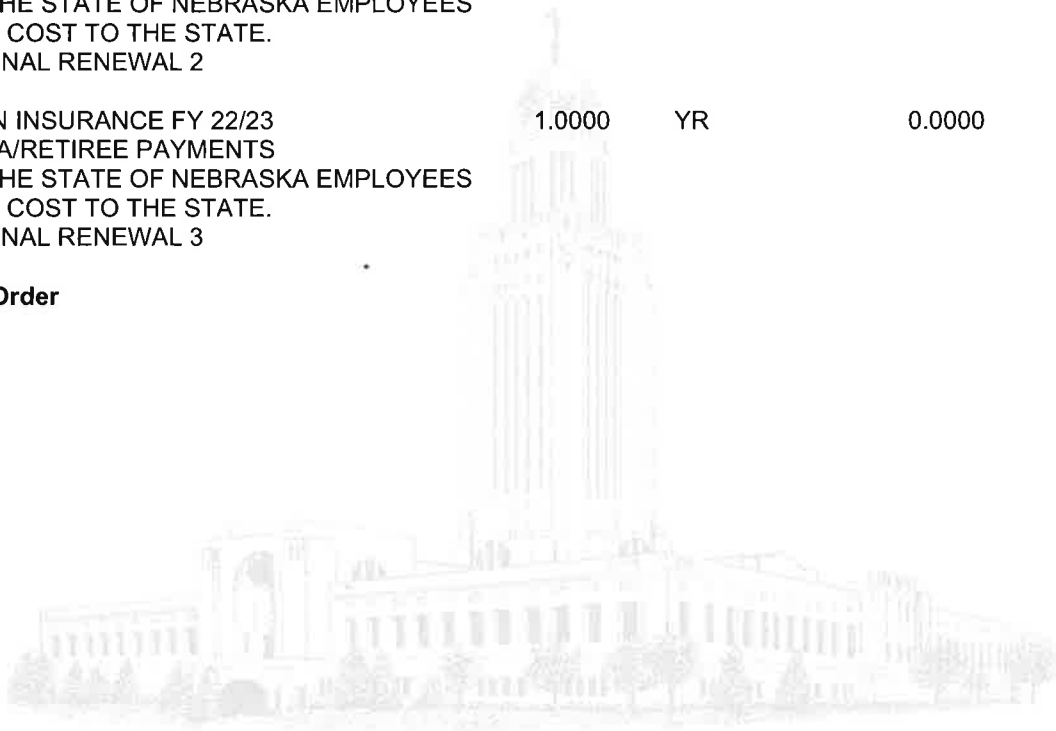 THE STATE OF NEBRASKA EMPLOYEES
COST TO THE STATE.
NAL RENEWAL 2
N INSURANCE FY 22/23 1.0000 YR 0.0000
A/RETIREE PAYMENTS
HE STATE OF NEBRASKA EMPLOYEES
COST TO THE STATE.
NAL RENEWAL 3
Order